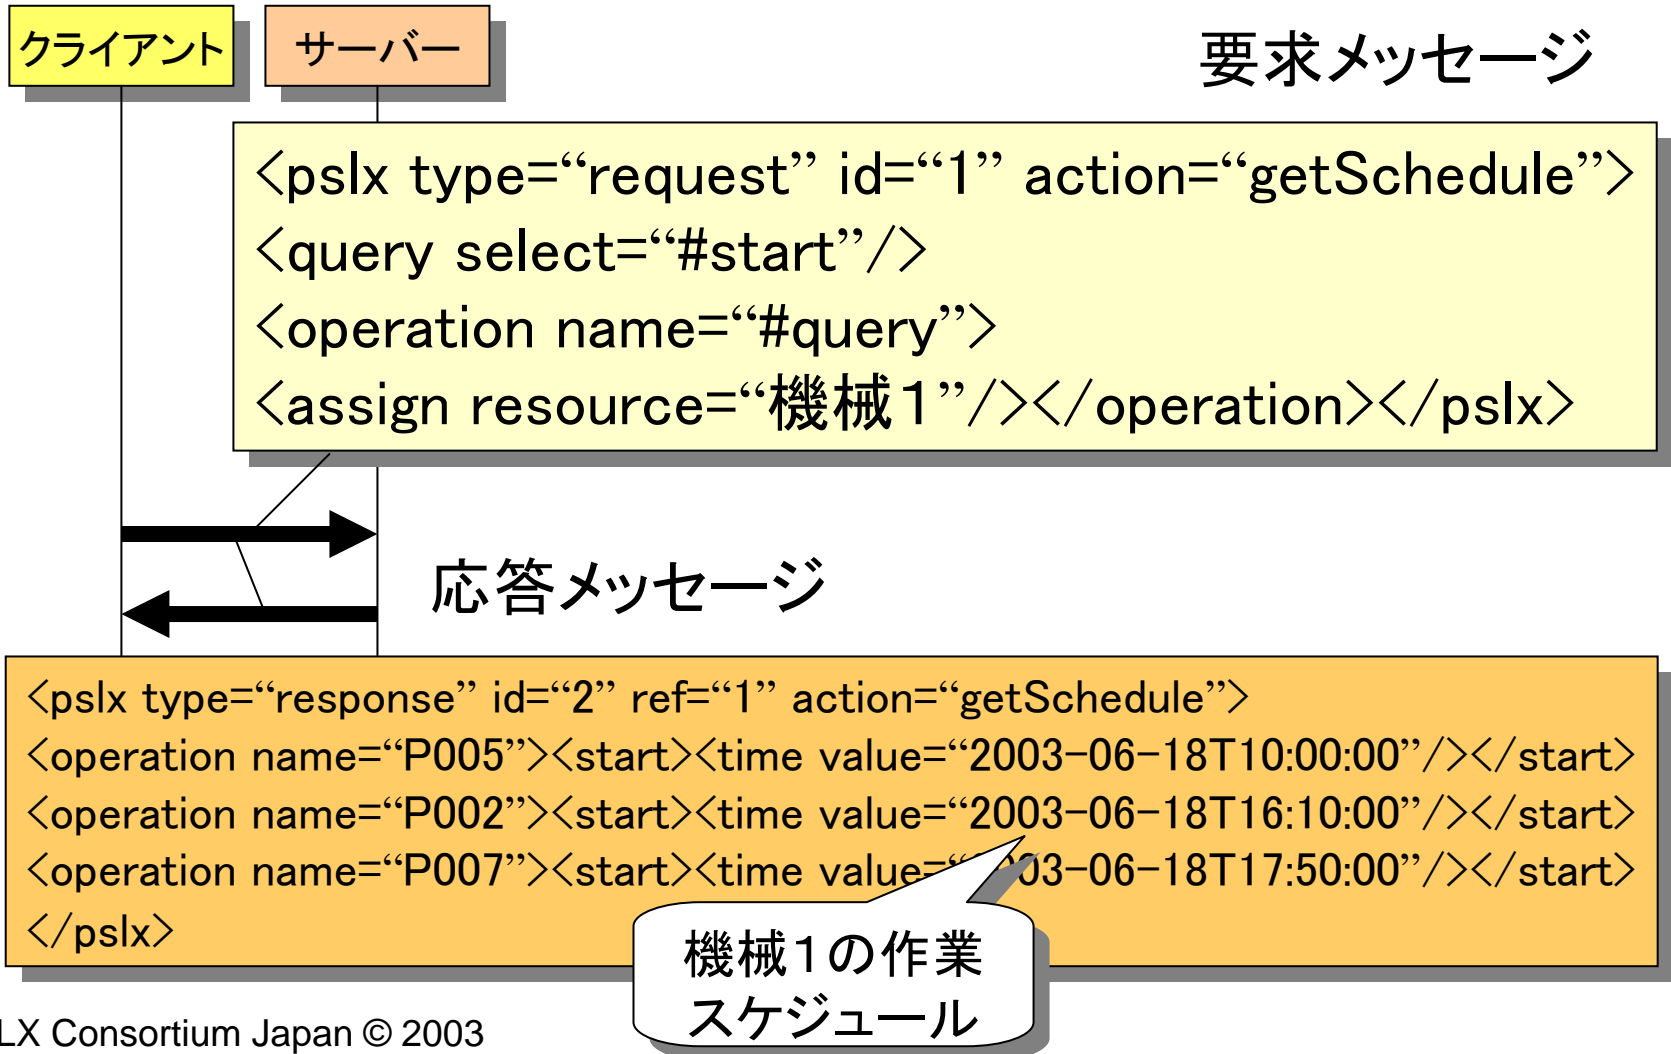 クライアント
サーバー
要求メッセージ
<pslx type=“request” id=“1” action=“getSchedule”>
<query select=“#start”/>
<operation name=“#query”>
<assign resource=“機械1”/></operation></pslx>
応答メッセージ
<pslx type=“response” id=“2” ref=“1” action=“getSchedule”>
<operation name=“P005”><start><time value=“2003-06-18T10:00:00”/></start>
<operation name=“P002”><start><time value=“2003-06-18T16:10:00”/></start>
<operation name=“P007”><start><time value=“2003-06-18T17:50:00”/></start>
</pslx>
機械1の作業
スケジュール
LX Consortium Japan © 2003